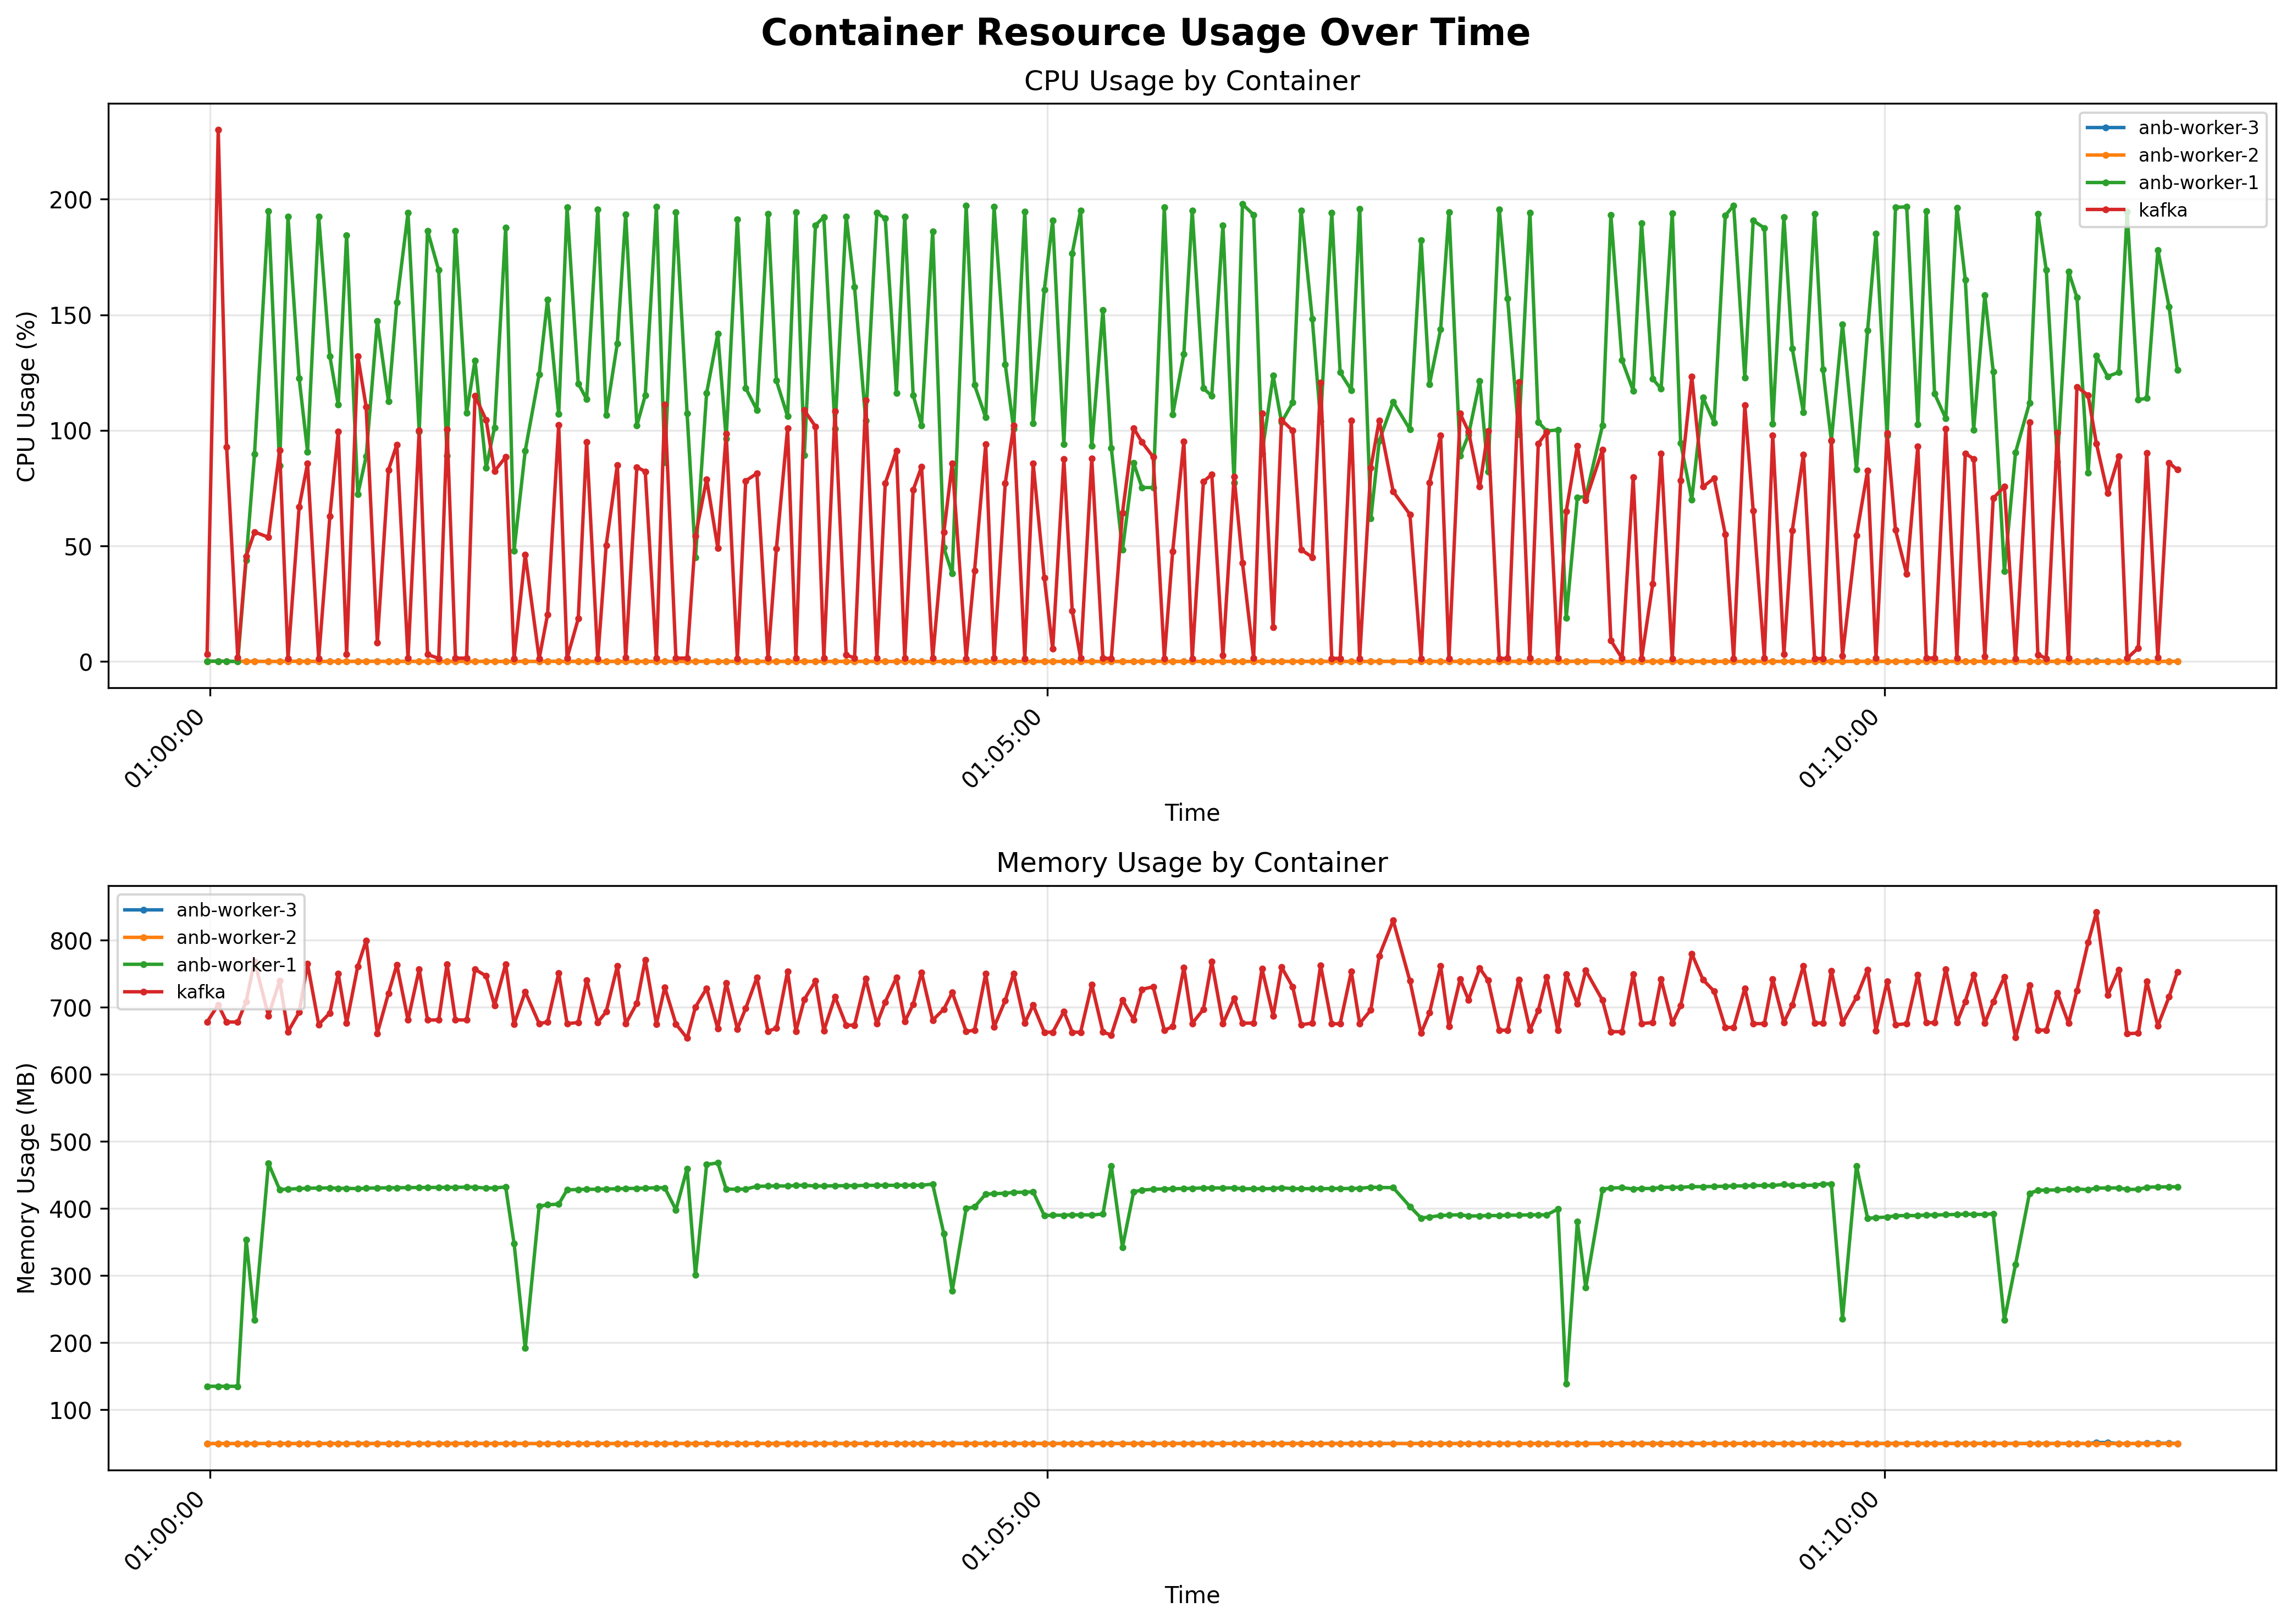 Container Resource Usage Over Time
CPU Usage by Container
CPU Usage (%)
200
150
100
50
0
anb-worker-3
anb-worker-2
anb-worker-1
kafka
01:00:00
01:05:00
01:10:00
Time
Memory Usage by Container
Memory Usage (MB)
800
700
600
500
400
300
200
100
anb-worker-3
anb-worker-2
anb-worker-1
kafka
01:00:00
01:05:00
01:10:00
Time